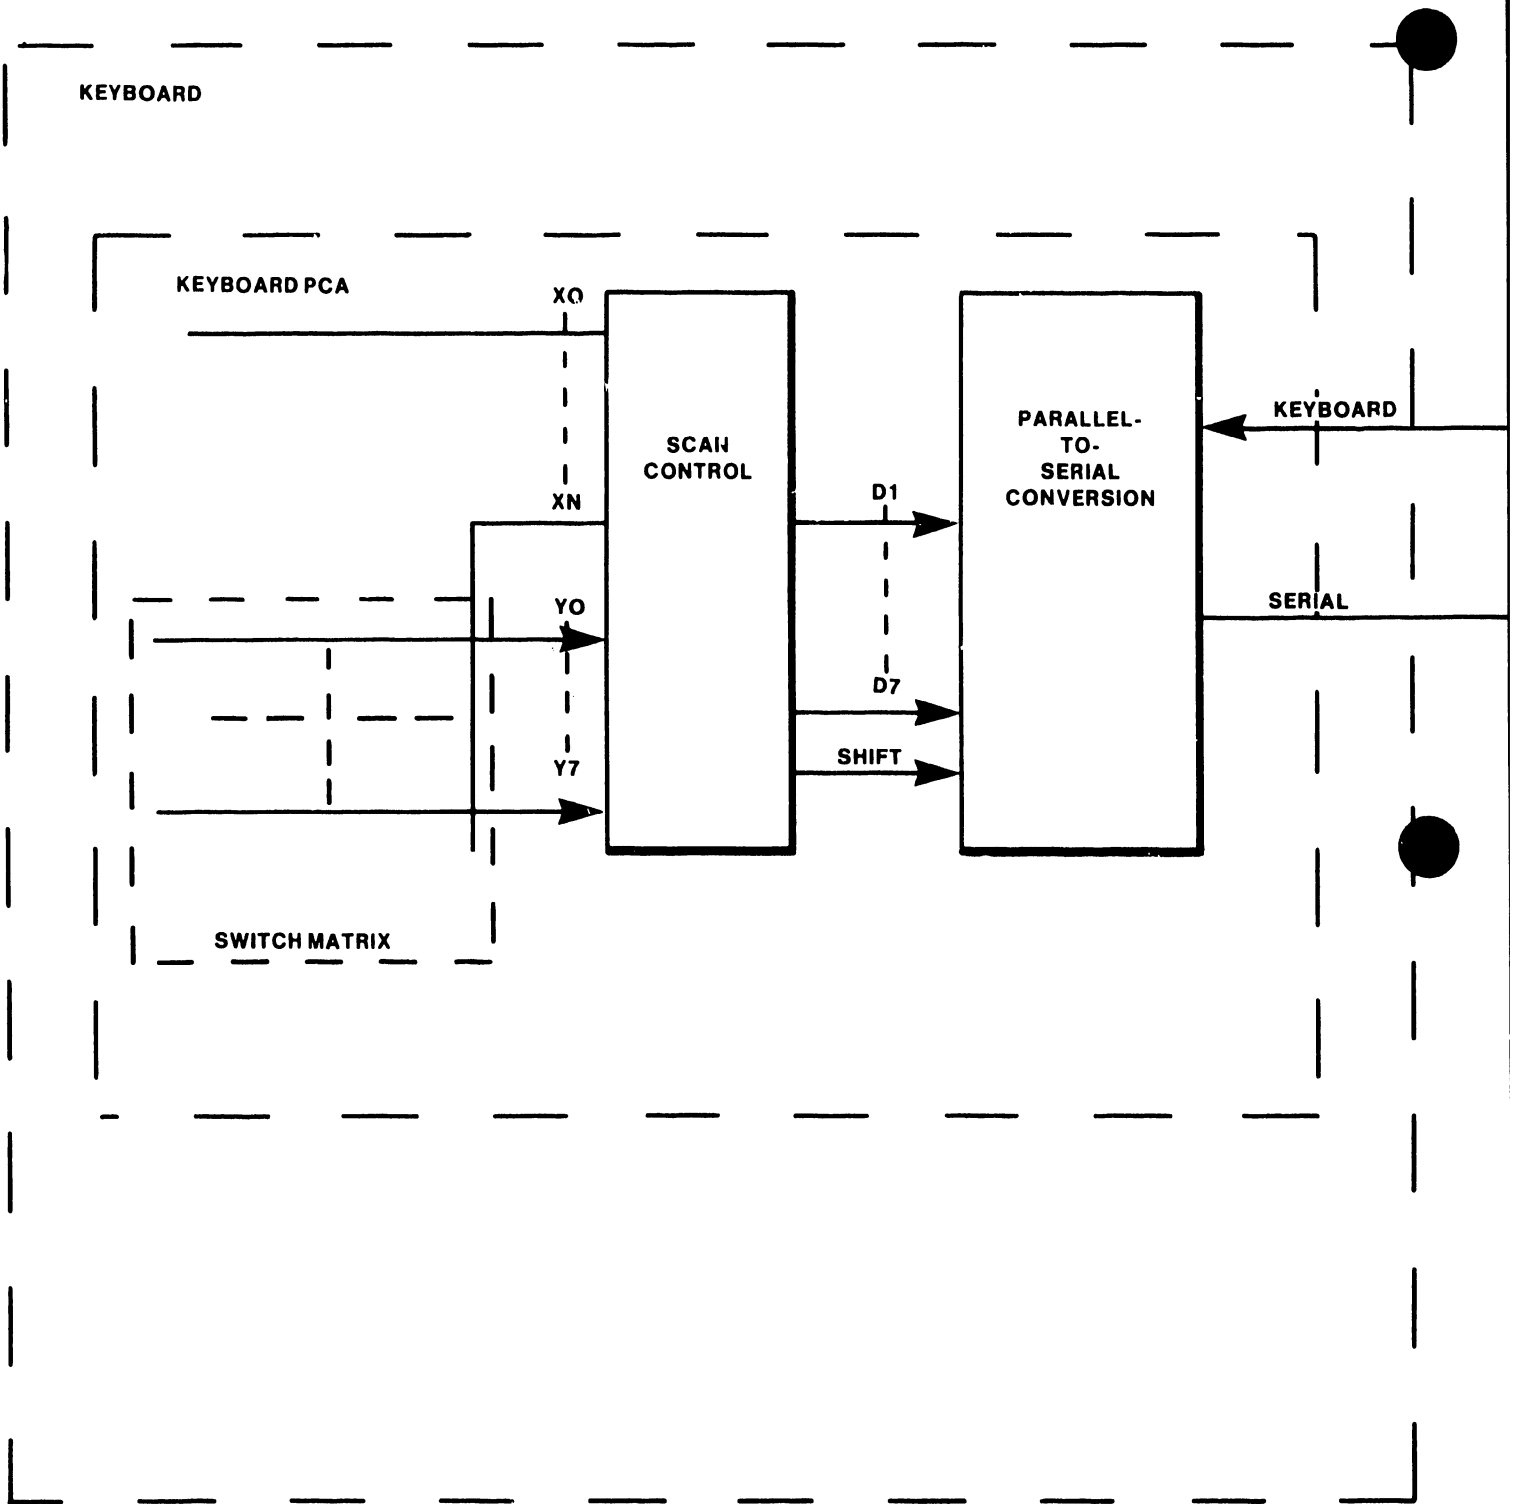 KEYBOARD
KEYBOARD PCA
XO
SCAN
CONTROL
XN
YO
Y7
SWITCH MATRIX
D1
D7
SHIFT
PARALLEL-
TO-
SERIAL
CONVERSION
KEYBOARD
SERIAL